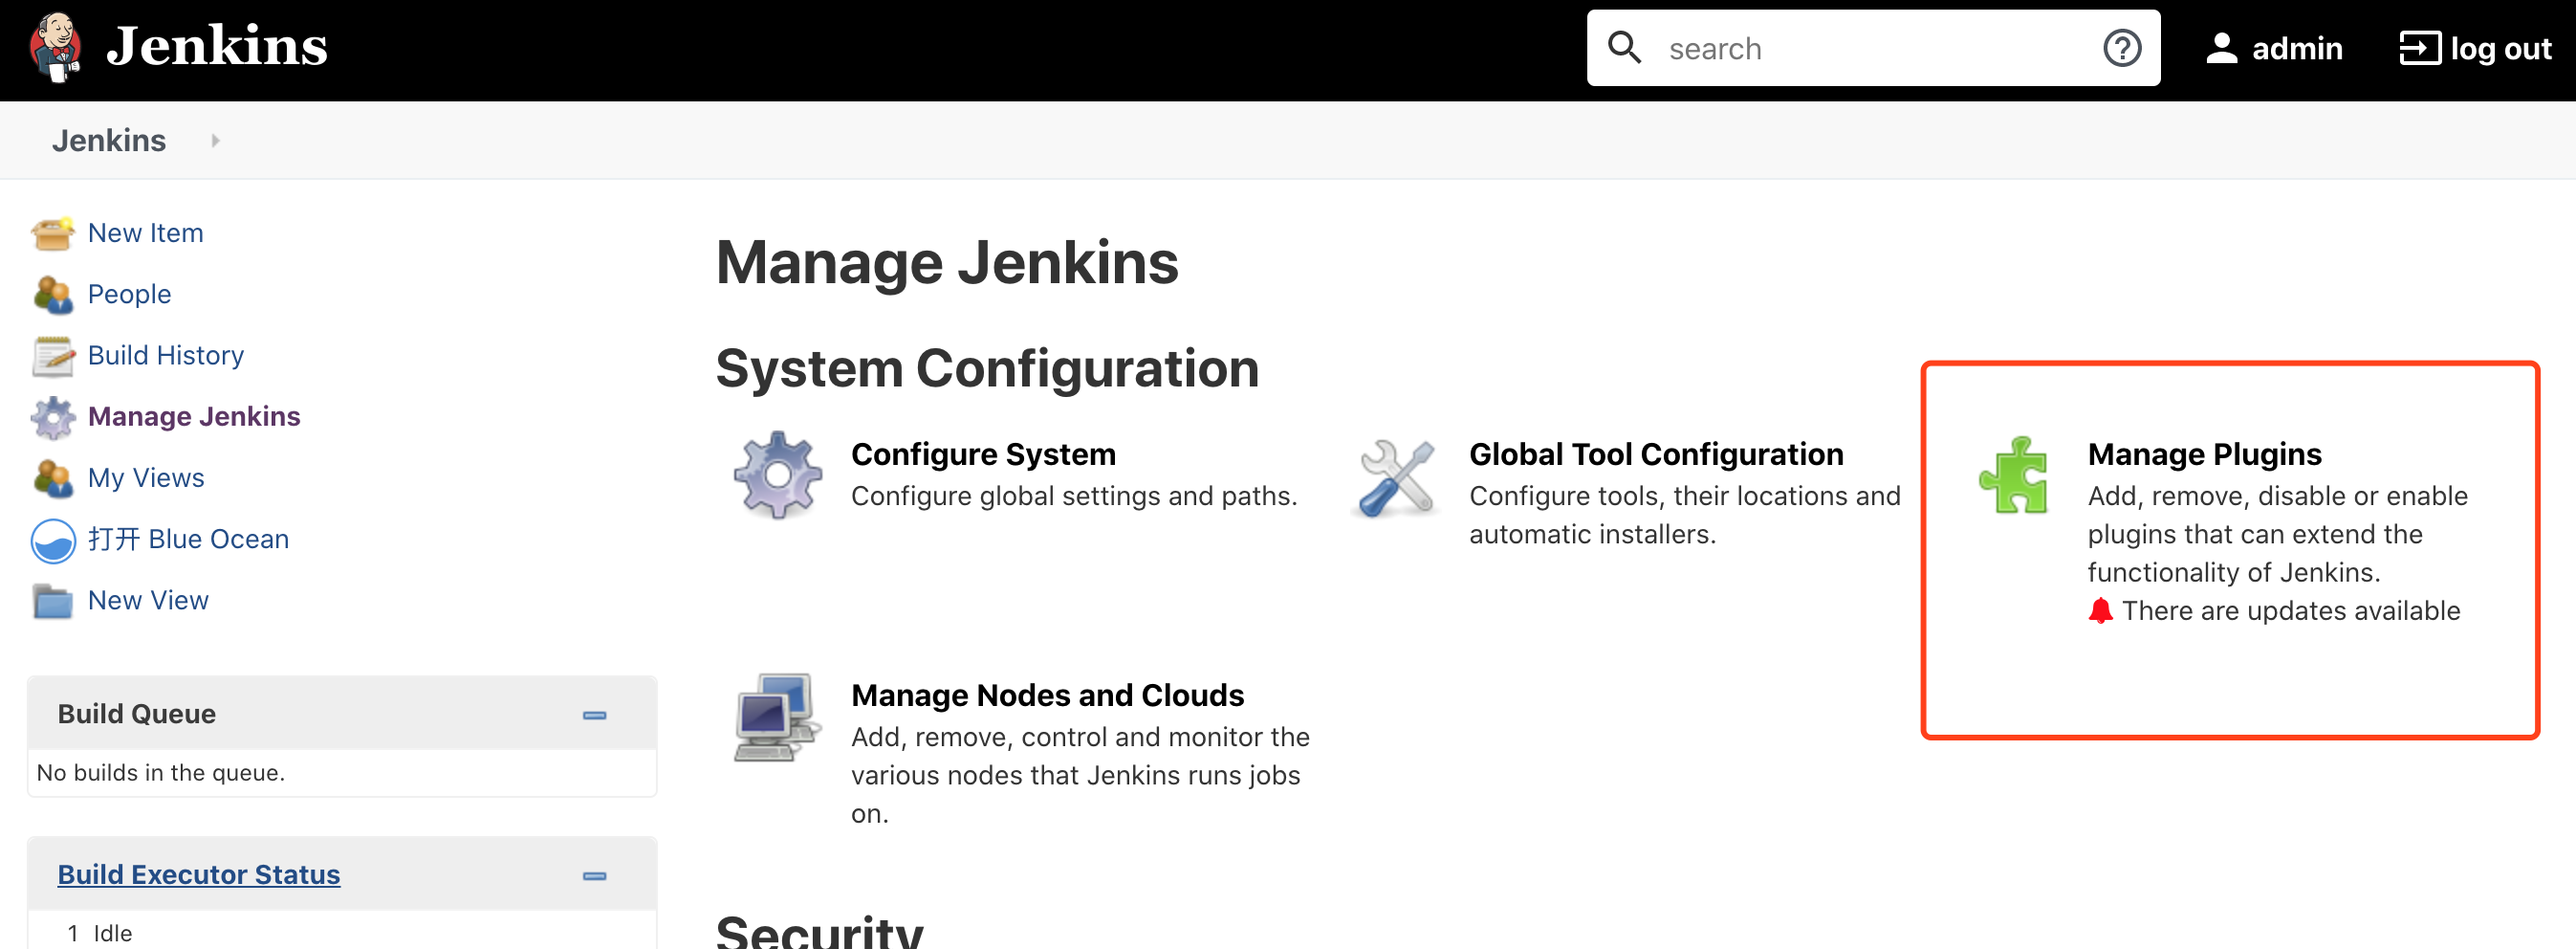 Jenkins
search
admin
log out
Jenkins
New Item
People
Build History
Manage Jenkins
My Views
打开 Blue Ocean
New View
Build Queue
No builds in the queue.
Build Executor Status
1 Idle
Manage Jenkins
System Configuration
Configure System
Configure global settings and paths.
Global Tool Configuration
Configure tools, their locations and
automatic installers.
Manage Plugins
Add, remove, disable or enable
plugins that can extend the
functionality of Jenkins.
There are updates available
Manage Nodes and Clouds
Add, remove, control and monitor the
various nodes that Jenkins runs jobs
on.
Security